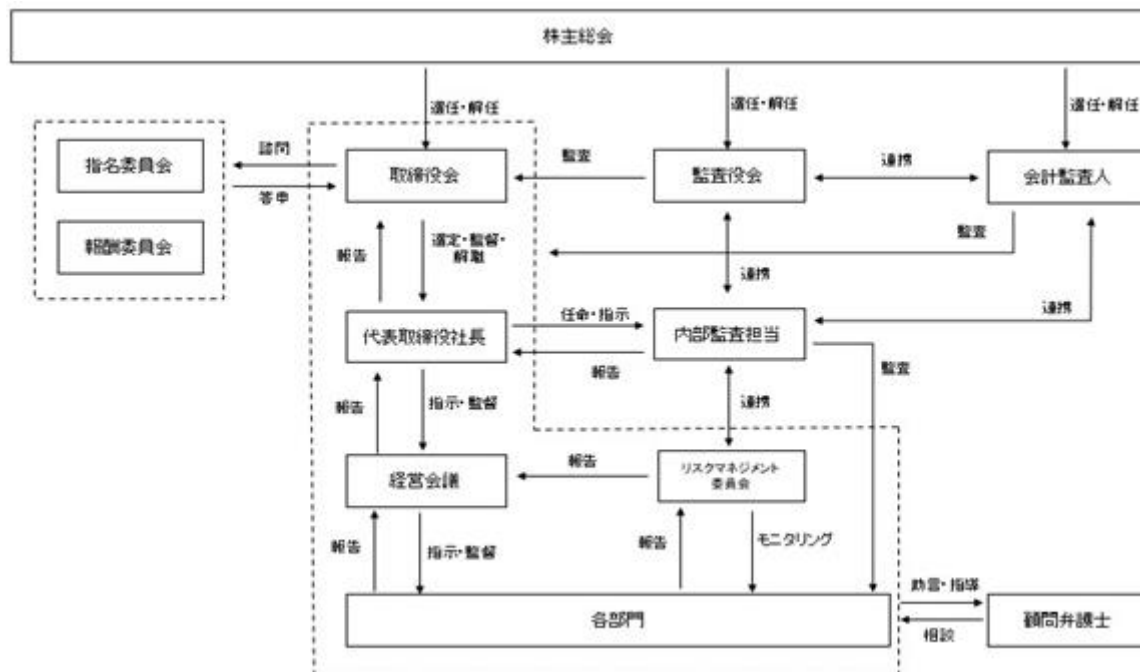 株主総会
選任・解任
選任・解任
選任・解任
指名委員会
諮問
取締役会
監査
監査役会
連携
会計監査人
答申
報酬委員会
報告
選定・監督・
解職
連携
監査
代表取締役社長
任命・指示
内部監査担当
連携
報告
監査
報告
指示・監督
連携
経営会議
報告
リスクマネジメント
委員会
報告
指示・監督
報告
モニタリング
各部門
助言・指導
相談
顧問弁護士